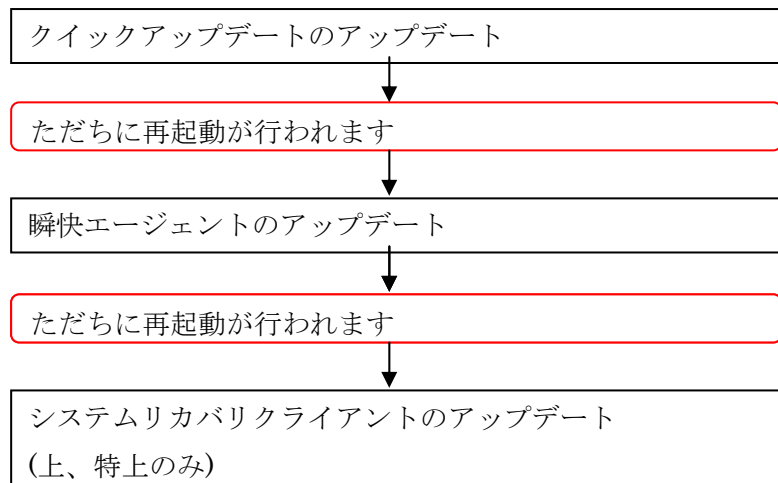 クイックアップデートのアップデート
ただちに再起動が行われます
瞬快エージェントのアップデート
ただちに再起動が行われます
システムリカバリクライアントのアップデート
(上、特上のみ)